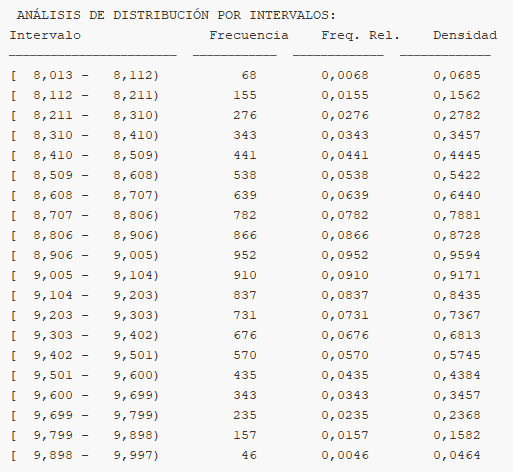 ANÁLISIS DE DISTRIBUCIÓN POR INTERVALOS:
Intervalo Frecuencia Freq. Rel. Densidad
[ 8,013 - 8,112) 68 0,0068 0,0685
[ 8,112 - 8,211) 155 0,0155 0,1562
[ 8,211 - 8,310) 276 0,0276 0,2782
[ 8,310 - 8,410) 343 0,0343 0,3457
[ 8,410 - 8,509) 441 0,0441 0,4445
[ 8,509 - 8,608) 538 0,0538 0,5422
[ 8,608 - 8,707) 639 0,0639 0,6440
[ 8,707 - 8,806) 782 0,0782 0,7881
[ 8,806 - 8,906) 866 0,0866 0,8728
[ 8,906 - 9,005) 952 0,0952 0,9594
[ 9,005 - 9,104) 910 0,0910 0,9171
[ 9,104 - 9,203) 837 0,0837 0,8435
[ 9,203 - 9,303) 731 0,0731 0,7367
[ 9,303 - 9,402) 676 0,0676 0,6813
[ 9,402 - 9,501) 570 0,0570 0,5745
[ 9,501 - 9,600) 435 0,0435 0,4384
[ 9,600 - 9,699) 343 0,0343 0,3457
[ 9,699 - 9,799) 235 0,0235 0,2368
[ 9,799 - 9,898) 157 0,0157 0,1582
[ 9,898 - 9,997) 46 0,0046 0,0464